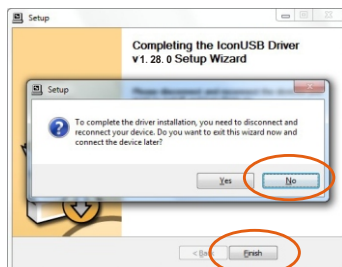 Setup
Completing the IconUSB Driver
v1. 28. 0 Setup Wizard
Setup
To complete the driver installation, you need to disconnect and
reconnect your device. Do you want to exit this wizard now and
connect the device later?
Yes
No
< Back
Finish